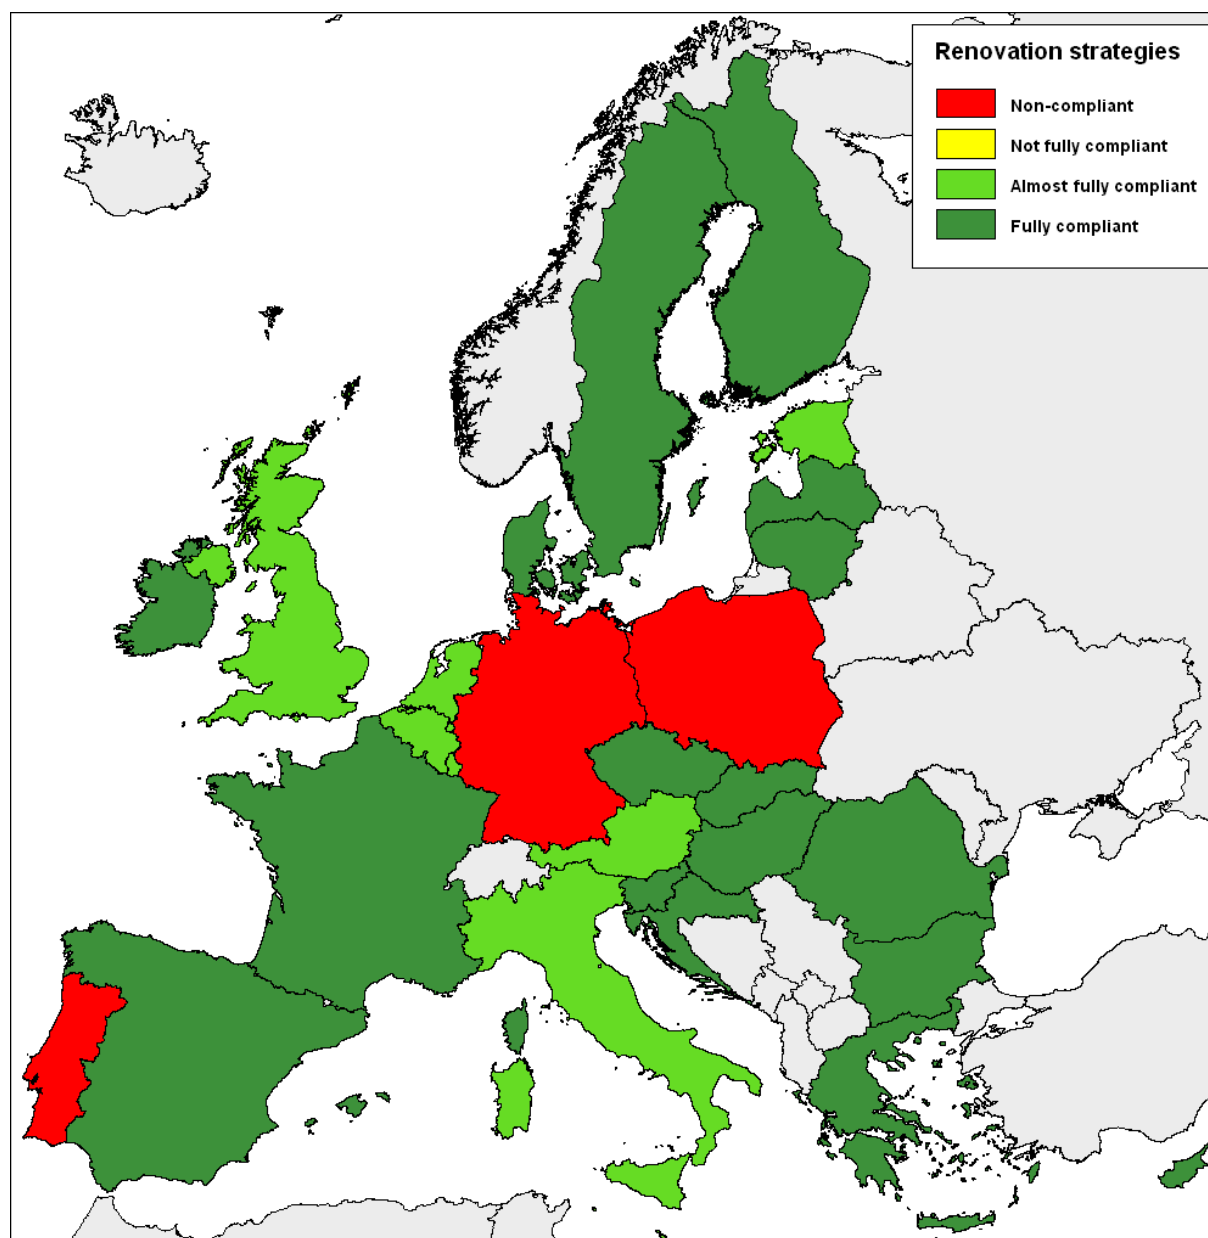 Renovation strategies
Non-compliant
Not fully compliant
Almost fully compliant
Fully compliant